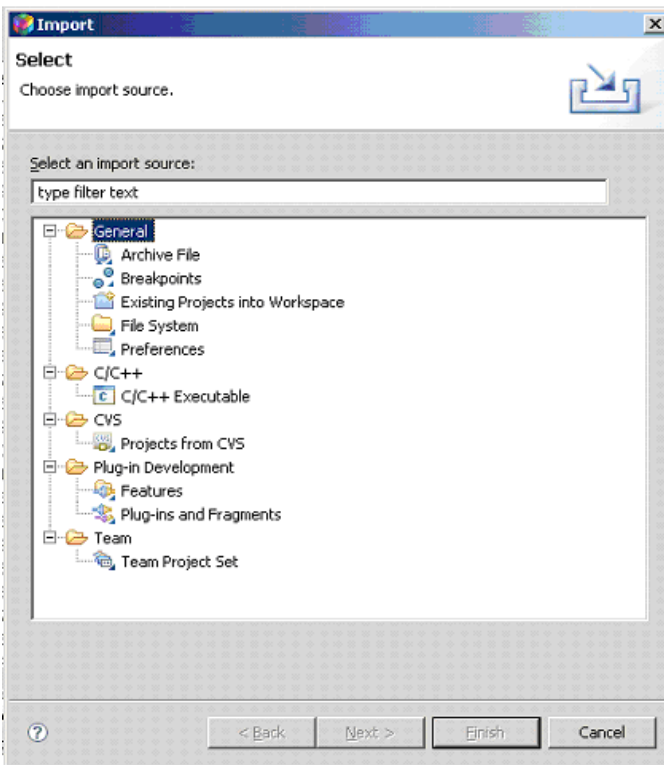 Import
Select
Choose import source.
Select an import source:
type filter text
General
Archive File
Breakpoints
Existing Projects into Workspace
File System
Preferences
C/C++
C/C++ Executable
CVS
Projects from CVS
Plug-in Development
Features
Plug-ins and Fragments
Team
Team Project Set
< Back Next > Finish Cancel